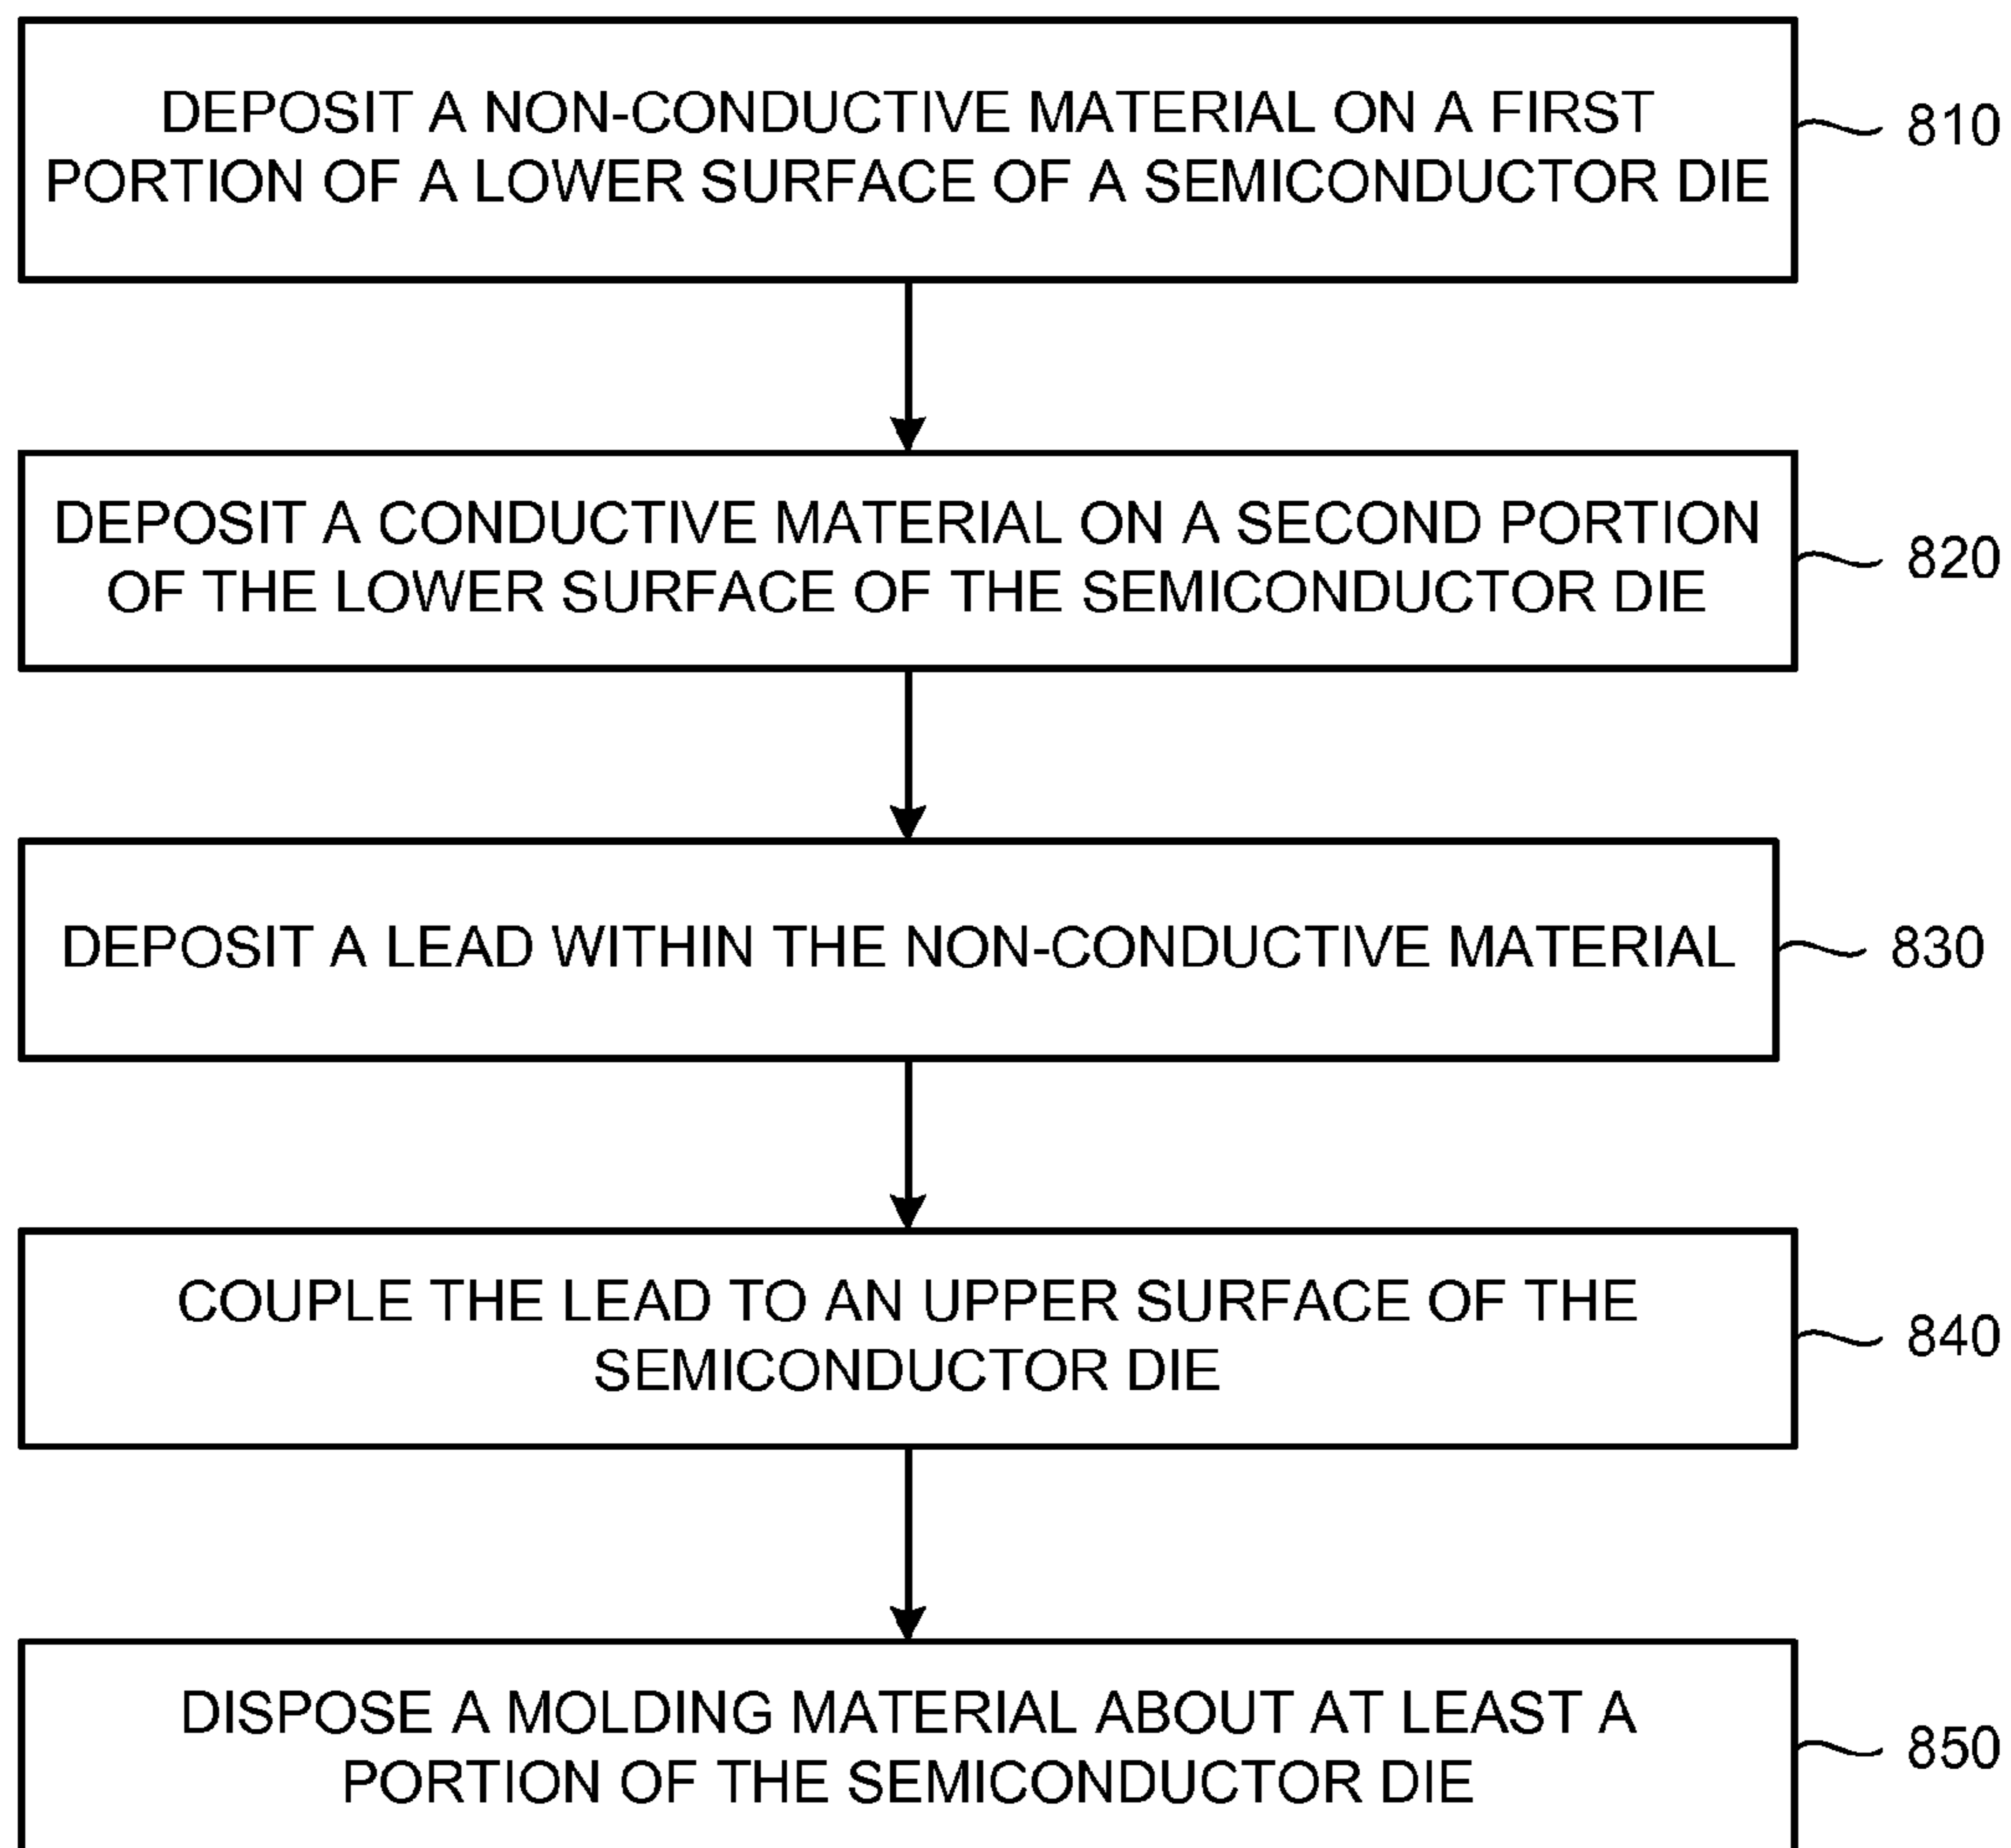 DEPOSIT A NON-CONDUCTIVE MATERIAL ON A FIRST
PORTION OF A LOWER SURFACE OF A SEMICONDUCTOR DIE
810
DEPOSIT A CONDUCTIVE MATERIAL ON A SECOND PORTION
OF THE LOWER SURFACE OF THE SEMICONDUCTOR DIE
820
DEPOSIT A LEAD WITHIN THE NON-CONDUCTIVE MATERIAL
830
COUPLE THE LEAD TO AN UPPER SURFACE OF THE
SEMICONDUCTOR DIE
840
DISPOSE A MOLDING MATERIAL ABOUT AT LEAST A
PORTION OF THE SEMICONDUCTOR DIE
850